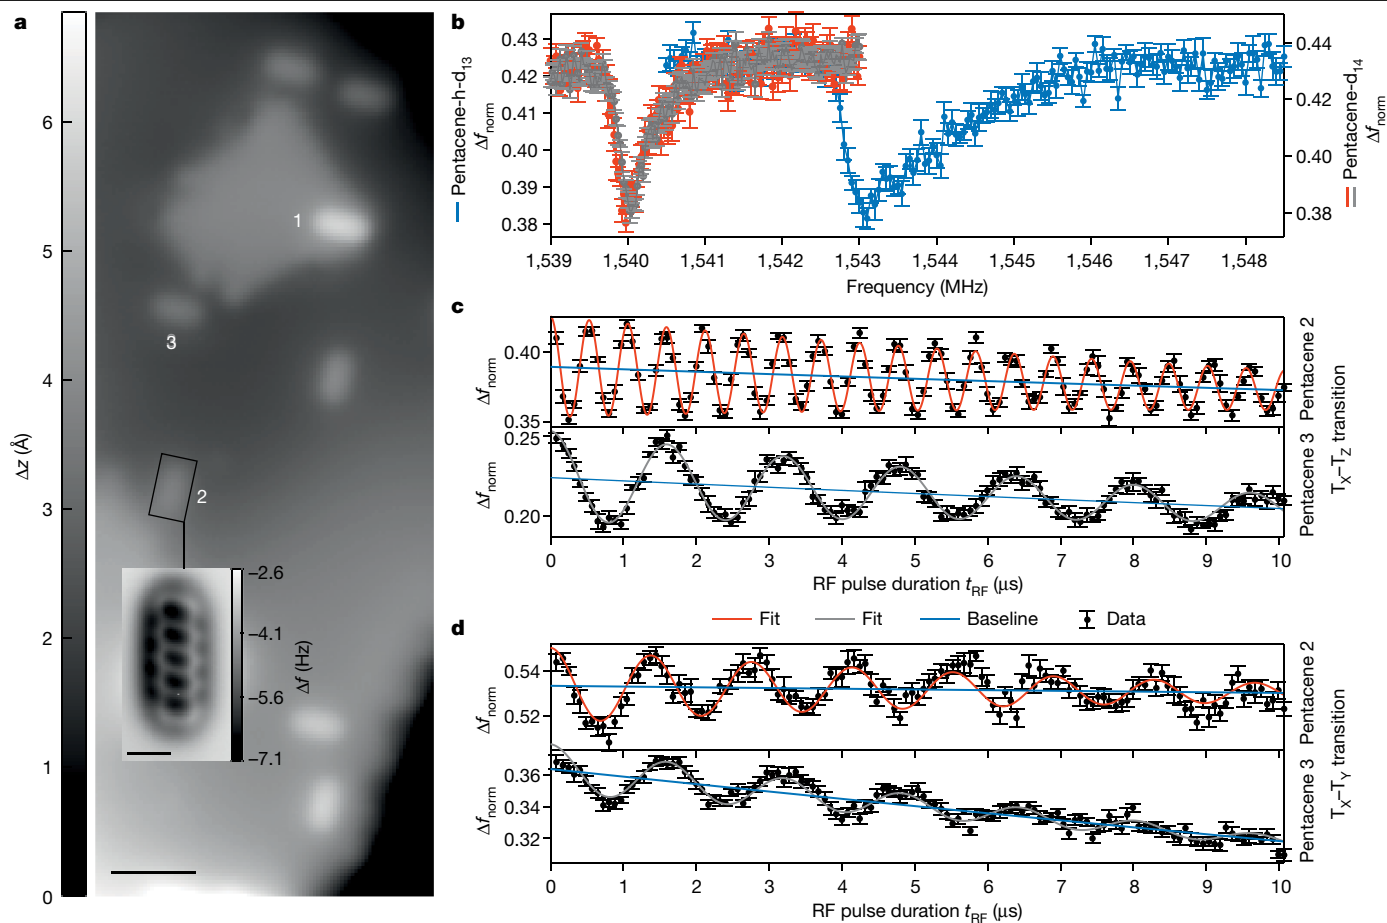 a
6
5
4
3
2
1
0
Δz (Å)
1
3
2
−2.6
−4.1
−5.6
−7.1
Δf (Hz)
b
Pentacene-h-d13
Δfnorm
0.43
0.42
0.41
0.40
0.39
0.38
0.44
0.42
0.40
0.38
Pentacene-d14
Δfnorm
1,539 1,540 1,541 1,542 1,543 1,544 1,545 1,546 1,547 1,548
Frequency (MHz)
c
Δfnorm
0.40
0.35
Pentacene 2
Δfnorm
0.25
0.20
Pentacene 3
TX–TZ transition
0 1 2 3 4 5 6 7 8 9 10
RF pulse duration tRF (μs)
Fit Fit Baseline Data
d
Δfnorm
0.54
0.52
Pentacene 2
Δfnorm
0.36
0.34
0.32
Pentacene 3
TX–TY transition
0 1 2 3 4 5 6 7 8 9 10
RF pulse duration tRF (μs)